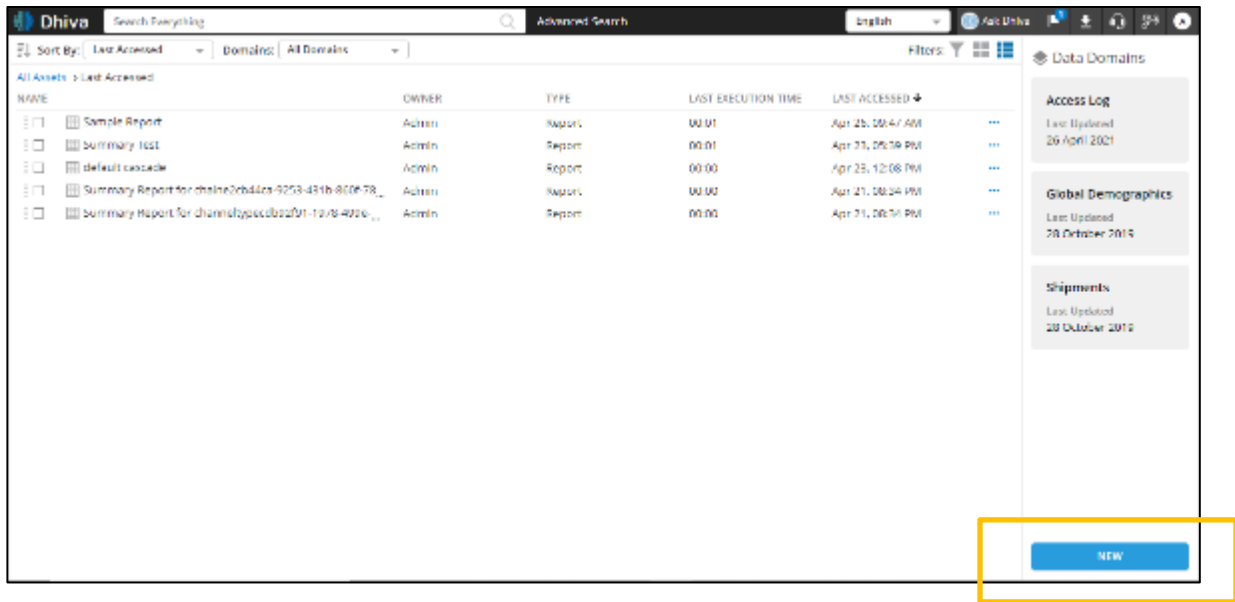 Dhiva Search Everything Advanced Search English Ask Dhiva
Sort By: Last Accessed Domains: All Domains Filters:
All Assets > Last Accessed
NAME OWNER TYPE LAST EXECUTION TIME LAST ACCESSED
Sample Report Admin Report 00:01 Apr 26, 09:47 AM
Summary Test Admin Report 00:01 Apr 23, 05:39 PM
default cascade Admin Report 00:00 Apr 23, 12:08 PM
Summary Report for Admin Report 00:00 Apr 21, 08:34 PM
Summary Report for Admin Report 00:00 Apr 21, 08:34 PM
Data Domains
Access Log
Last Updated
26 April 2021
Global Demographics
Last Updated
28 October 2019
Shipments
Last Updated
28 October 2019
NEW